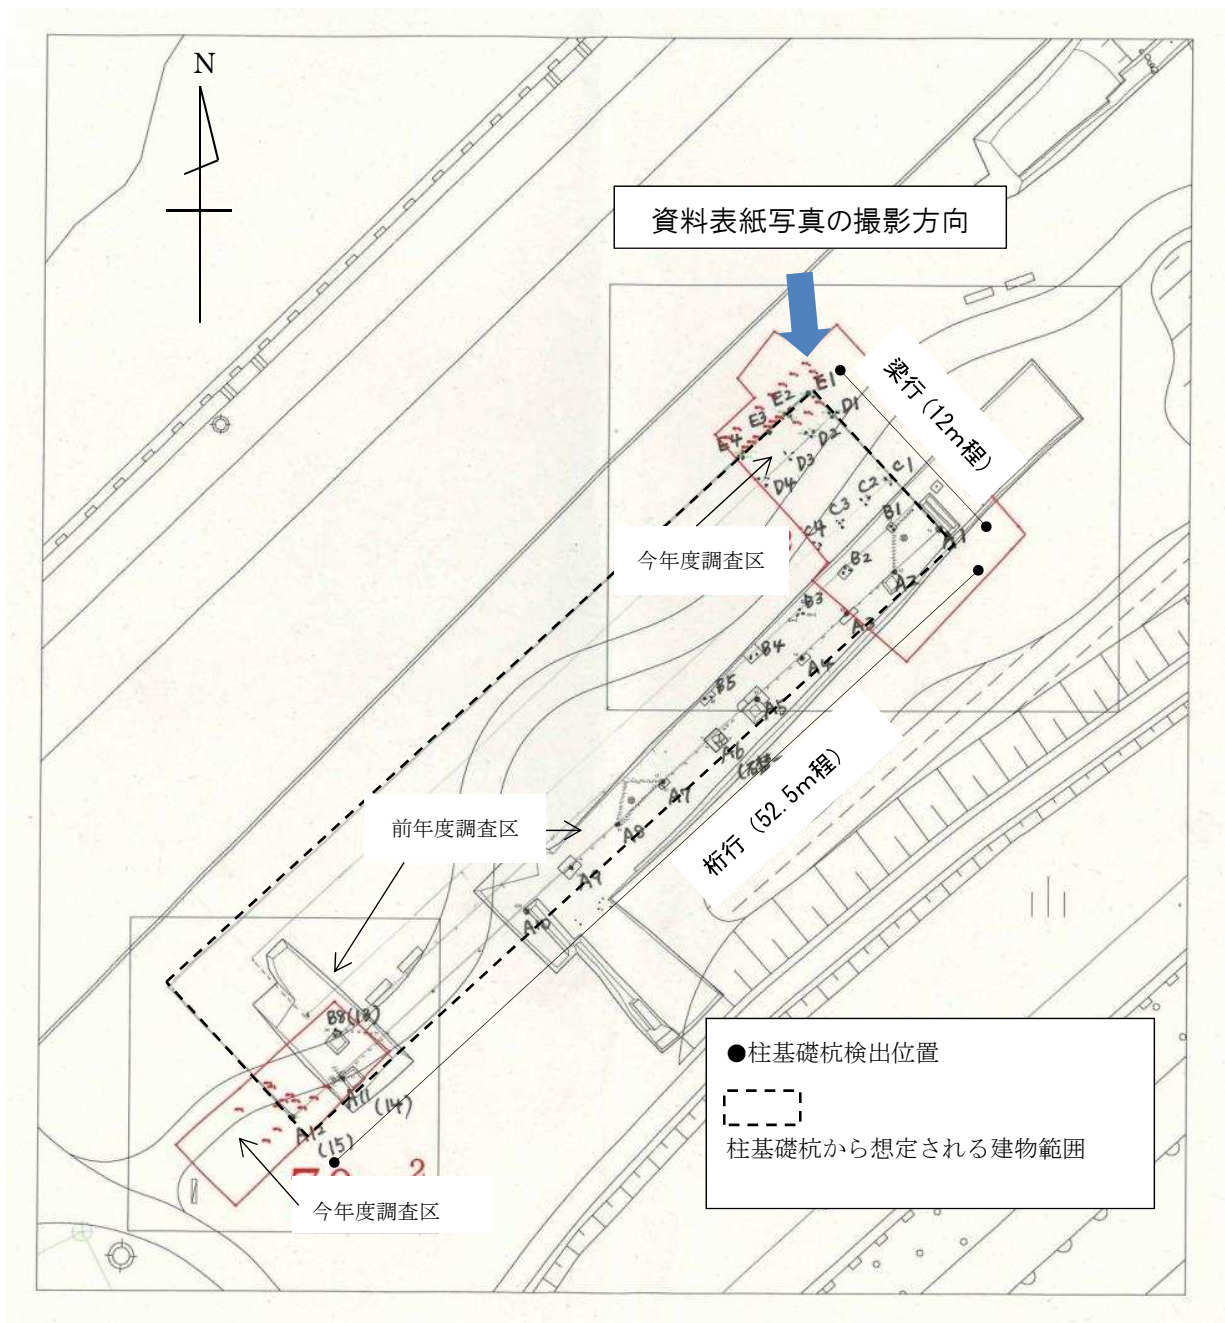 N
資料表紙写真の撮影方向
梁行(12m程)
E1
E2
E3
E4
D1
D2
D3
D4
C1
C2
C3
C4
今年度調査区
B1
B2
B3
B4
B5
A1
A2
A3
A4
A5
A6
A7
A8
A9
A10
桁行(52.5m程)
前年度調査区
B8(13)
A11
(14)
A12
(15)
今年度調査区
●柱基礎杭検出位置
柱基礎杭から想定される建物範囲